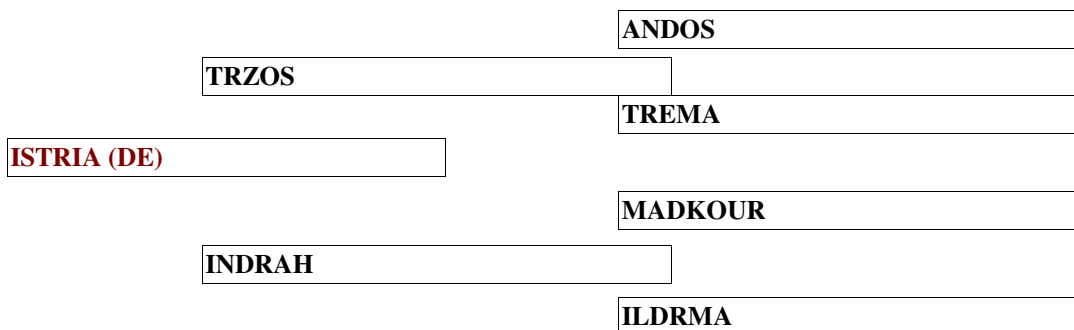 ANDOS
TRZOS
TREMA
ISTRIA (DE)
MADKOUR
INDRAH
ILDRMA